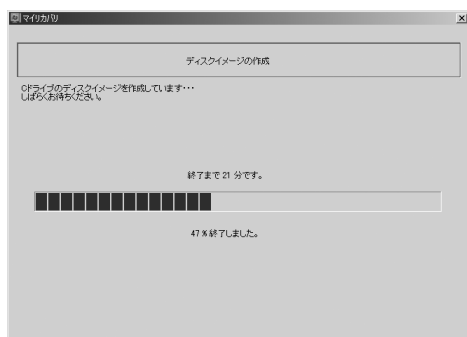 マイリカバリ
ディスクイメージの作成
Cドライブのディスクイメージを作成しています・・・
しばらくお待ちください。
終了まで 21 分です。
47 % 終了しました。